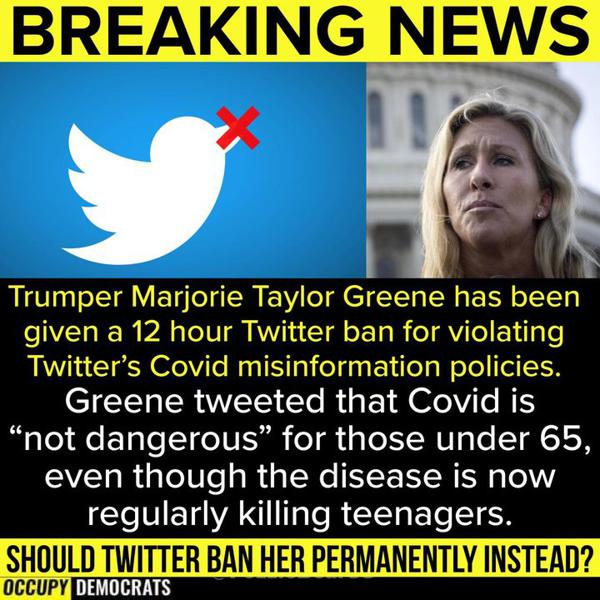 BREAKING NEWS
Trumper Marjorie Taylor Greene has been
given a 12 hour Twitter ban for violating
Twitter's Covid misinformation policies.
Greene tweeted that Covid is
“not dangerous” for those under 65,
even though the disease is now
regularly killing teenagers.
SHOULD TWITTER BAN HER PERMANENTLY INSTEAD?
OCCUPY DEMOCRATS